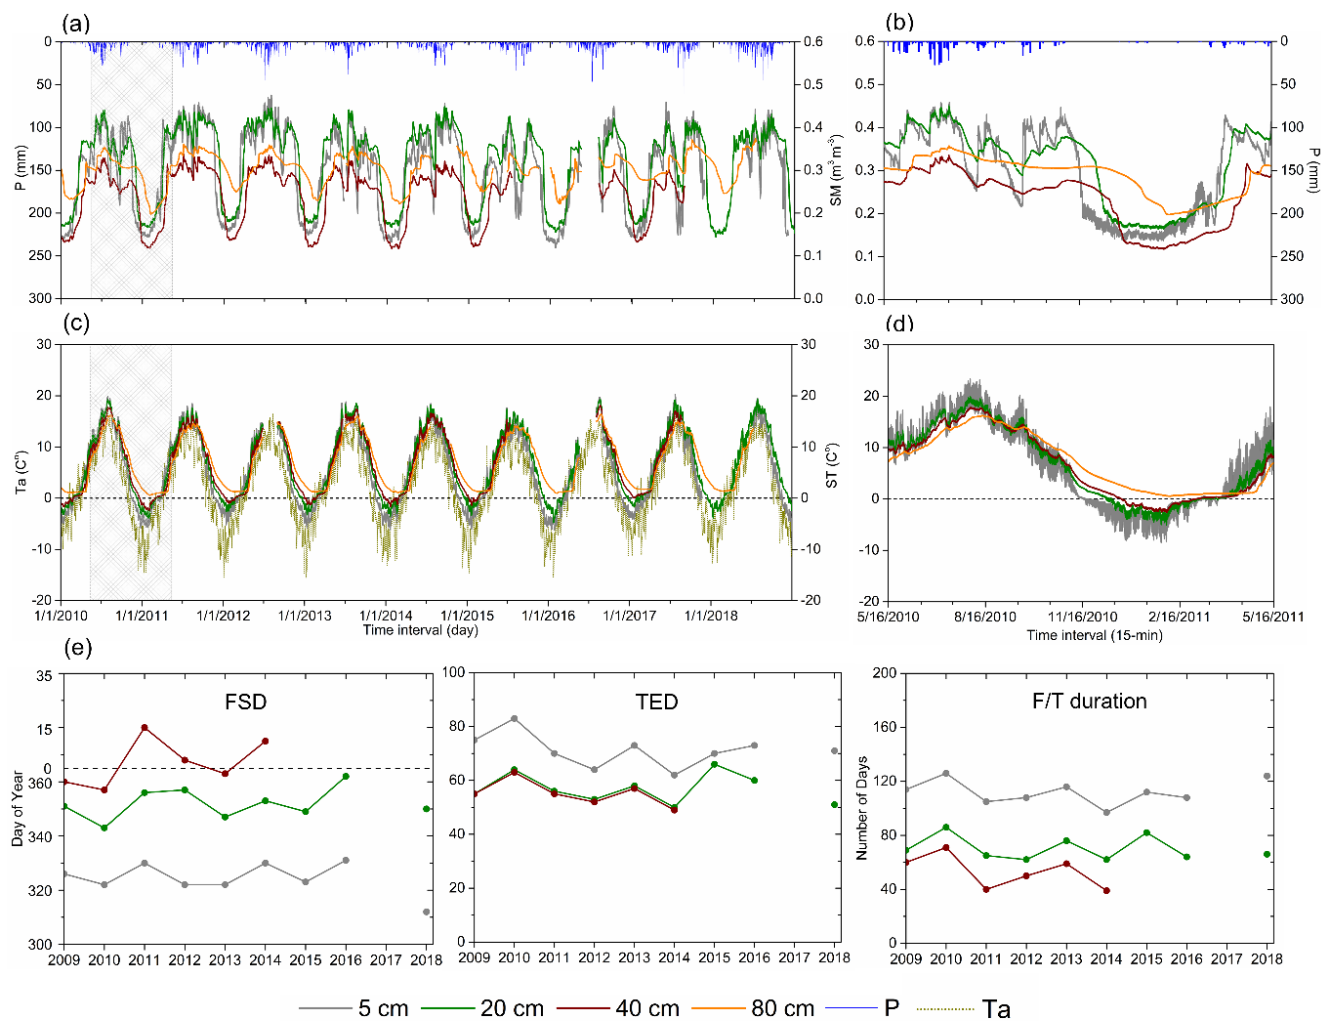 (a)
(b)
0
50
100
150
200
250
300
P (mm)
0.6
0.5
0.4
0.3
0.2
0.1
0.0
SM (m³ m⁻³)
0.6
0.5
0.4
0.3
0.2
0.1
0.0
0
50
100
150
200
250
300
P (mm)
(c)
(d)
30
20
10
0
-10
-20
Ta (C°)
30
20
10
0
-10
-20
ST (C°)
30
20
10
0
-10
-20
1/1/2010 1/1/2011 1/1/2012 1/1/2013 1/1/2014 1/1/2015 1/1/2016 1/1/2017 1/1/2018
Time interval (day)
5/16/2010 8/16/2010 11/16/2010 2/16/2011 5/16/2011
Time interval (15-min)
(e)
FSD
35
15
0
360
340
320
300
Day of Year
2009 2010 2011 2012 2013 2014 2015 2016 2017 2018
TED
100
80
60
40
20
0
2009 2010 2011 2012 2013 2014 2015 2016 2017 2018
F/T duration
200
160
120
80
40
0
Number of Days
2009 2010 2011 2012 2013 2014 2015 2016 2017 2018
5 cm 20 cm 40 cm 80 cm P Ta